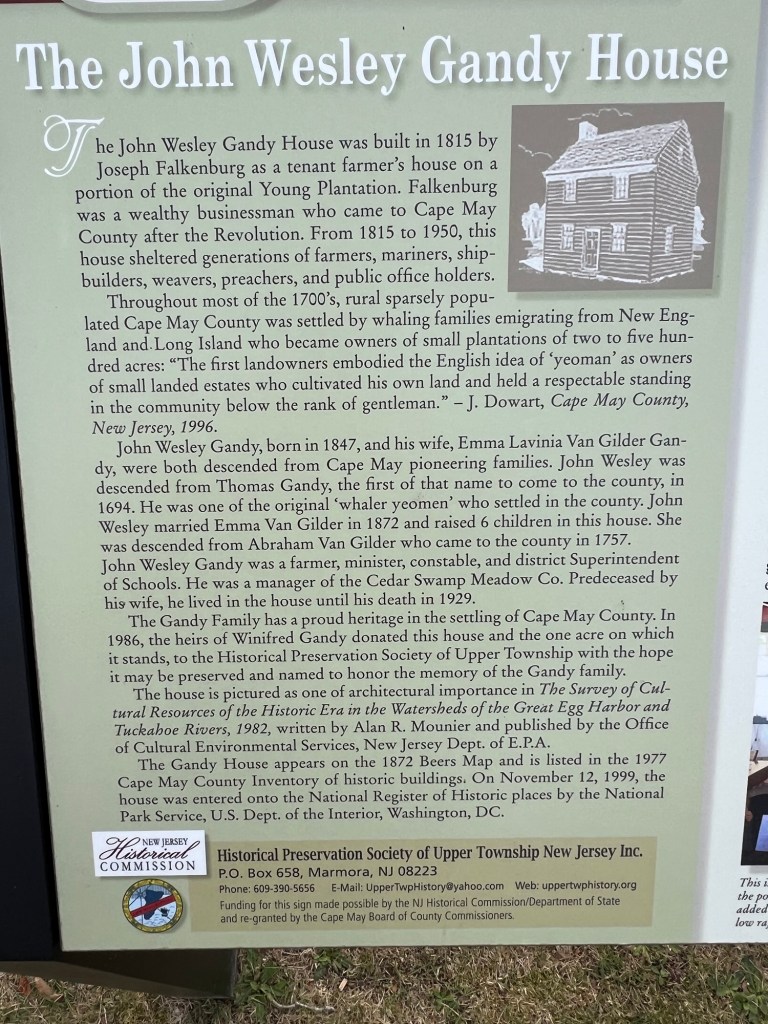 The John Wesley Gandy House
The John Wesley Gandy House was built in 1815 by
Joseph Falkenburg as a tenant farmer's house on a
portion of the original Young Plantation. Falkenburg
was a wealthy businessman who came to Cape May
County after the Revolution. From 1815 to 1950, this
house sheltered generations of farmers, mariners, ship-
builders, weavers, preachers, and public office holders.
Throughout most of the 1700's, rural sparsely popu-
lated Cape May County was settled by whaling families emigrating from New Eng-
land and Long Island who became owners of small plantations of two to five hun-
dred acres: "The first landowners embodied the English idea of 'yeoman' as owners
of small landed estates who cultivated his own land and held a respectable standing
in the community below the rank of gentleman." – J. Dowart, Cape May County,
New Jersey, 1996.
John Wesley Gandy, born in 1847, and his wife, Emma Lavinia Van Gilder Gan-
dy, were both descended from Cape May pioneering families. John Wesley was
descended from Thomas Gandy, the first of that name to come to the county, in
1694. He was one of the original 'whaler yeomen' who settled in the county. John
Wesley married Emma Van Gilder in 1872 and raised 6 children in this house. She
was descended from Abraham Van Gilder who came to the county in 1757.
John Wesley Gandy was a farmer, minister, constable, and district Superintendent
of Schools. He was a manager of the Cedar Swamp Meadow Co. Predeceased by
his wife, he lived in the house until his death in 1929.
The Gandy Family has a proud heritage in the settling of Cape May County. In
1986, the heirs of Winifred Gandy donated this house and the one acre on which
it stands, to the Historical Preservation Society of Upper Township with the hope
it may be preserved and named to honor the memory of the Gandy family.
The house is pictured as one of architectural importance in The Survey of Cul-
tural Resources of the Historic Era in the Watersheds of the Great Egg Harbor and
Tuckahoe Rivers, 1982, written by Alan R. Mounier and published by the Office
of Cultural Environmental Services, New Jersey Dept. of E.P.A.
The Gandy House appears on the 1872 Beers Map and is listed in the 1977
Cape May County Inventory of historic buildings. On November 12, 1999, the
house was entered onto the National Register of Historic places by the National
Park Service, U.S. Dept. of the Interior, Washington, DC.
NEW JERSEY
Historical
COMMISSION
Historical Preservation Society of Upper Township New Jersey Inc.
P.O. Box 658, Marmora, NJ 08223
Phone: 609-390-5656 E-Mail: UpperTwpHistory@yahoo.com Web: uppertwphistory.org
Funding for this sign made possible by the NJ Historical Commission/Department of State
and re-granted by the Cape May Board of County Commissioners.
the
added
low